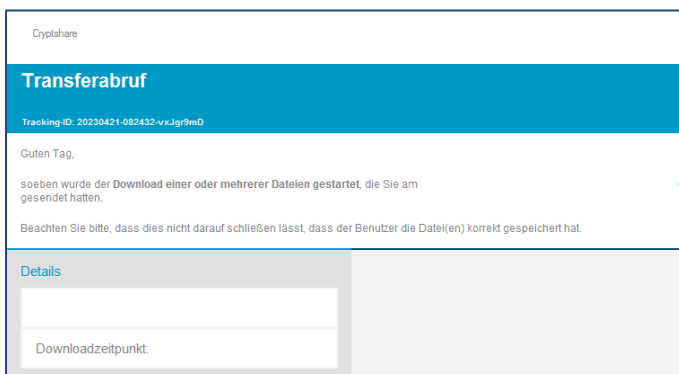 Cryptshare
Transferabruf
Tracking-ID: 20230421-082432-vxJgr9mD
Guten Tag,
soeben wurde der Download einer oder mehrerer Dateien gestartet, die Sie am
gesendet hatten.
Beachten Sie bitte, dass dies nicht darauf schließen lässt, dass der Benutzer die Datei(en) korrekt gespeichert hat.
Details
Downloadzeitpunkt: